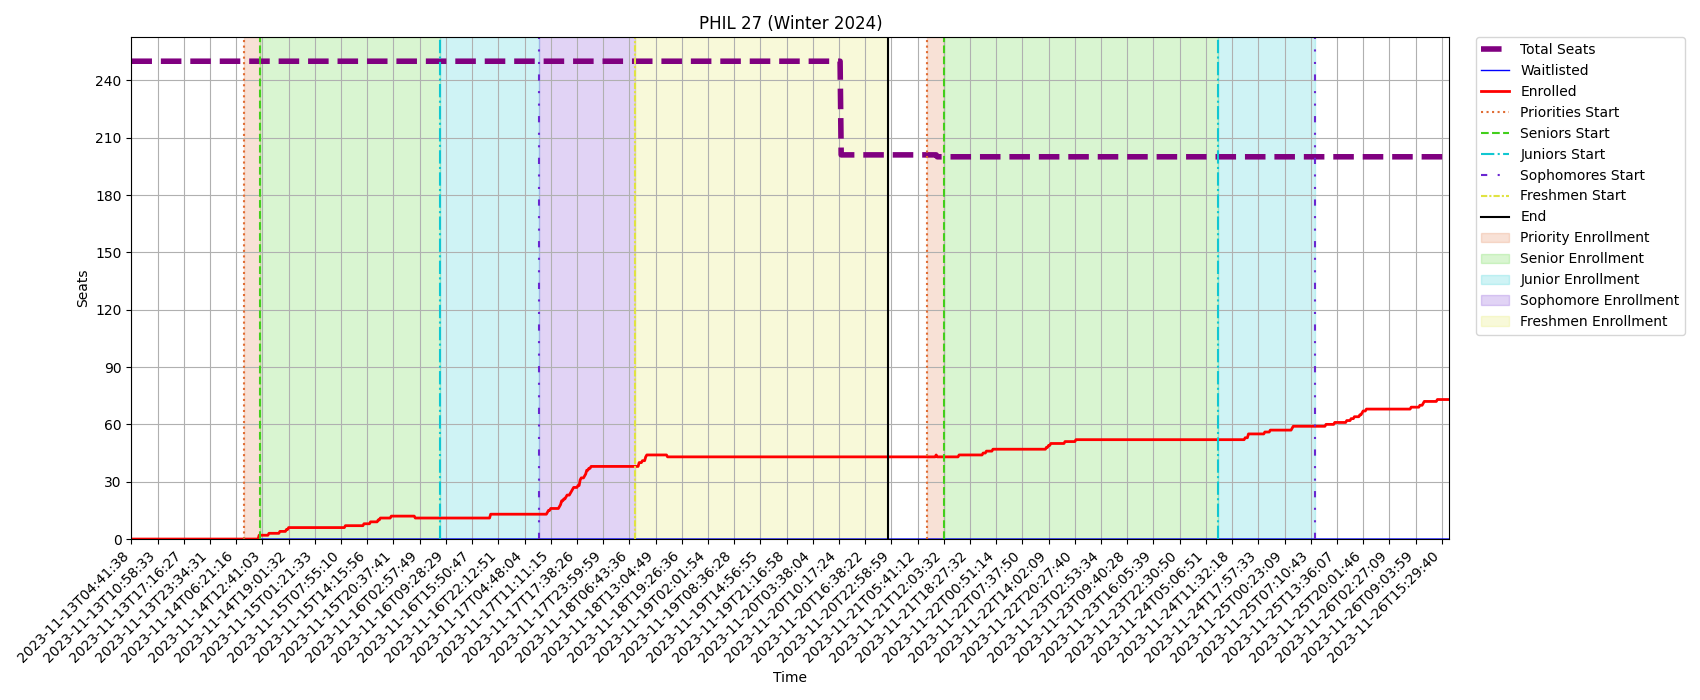 PHIL 27 (Winter 2024)
Seats
240
210
180
150
120
90
60
30
0
2023-11-13T04:41:38
2023-11-13T10:58:33
2023-11-13T17:16:27
2023-11-13T23:34:31
2023-11-14T06:21:16
2023-11-14T12:41:03
2023-11-14T19:01:32
2023-11-15T01:21:33
2023-11-15T07:55:10
2023-11-15T14:15:56
2023-11-15T20:37:41
2023-11-16T02:57:49
2023-11-16T09:28:29
2023-11-16T15:50:47
2023-11-16T22:12:51
2023-11-17T04:48:04
2023-11-17T11:11:15
2023-11-17T17:38:26
2023-11-17T23:59:59
2023-11-18T06:43:36
2023-11-18T13:04:49
2023-11-18T19:26:36
2023-11-19T02:01:54
2023-11-19T08:36:28
2023-11-19T14:56:55
2023-11-19T21:16:58
2023-11-20T03:38:04
2023-11-20T10:17:24
2023-11-20T16:38:22
2023-11-20T22:58:59
2023-11-21T05:41:12
2023-11-21T12:03:32
2023-11-21T18:27:32
2023-11-22T00:51:14
2023-11-22T07:37:50
2023-11-22T14:02:09
2023-11-22T20:27:40
2023-11-23T02:53:34
2023-11-23T09:40:28
2023-11-23T16:05:39
2023-11-23T22:30:50
2023-11-24T05:06:51
2023-11-24T11:32:18
2023-11-24T17:57:33
2023-11-25T00:23:09
2023-11-25T07:10:43
2023-11-25T13:36:07
2023-11-25T20:01:46
2023-11-26T02:27:09
2023-11-26T09:03:59
2023-11-26T15:29:40
Time
Total Seats
Waitlisted
Enrolled
Priorities Start
Seniors Start
Juniors Start
Sophomores Start
Freshmen Start
End
Priority Enrollment
Senior Enrollment
Junior Enrollment
Sophomore Enrollment
Freshmen Enrollment